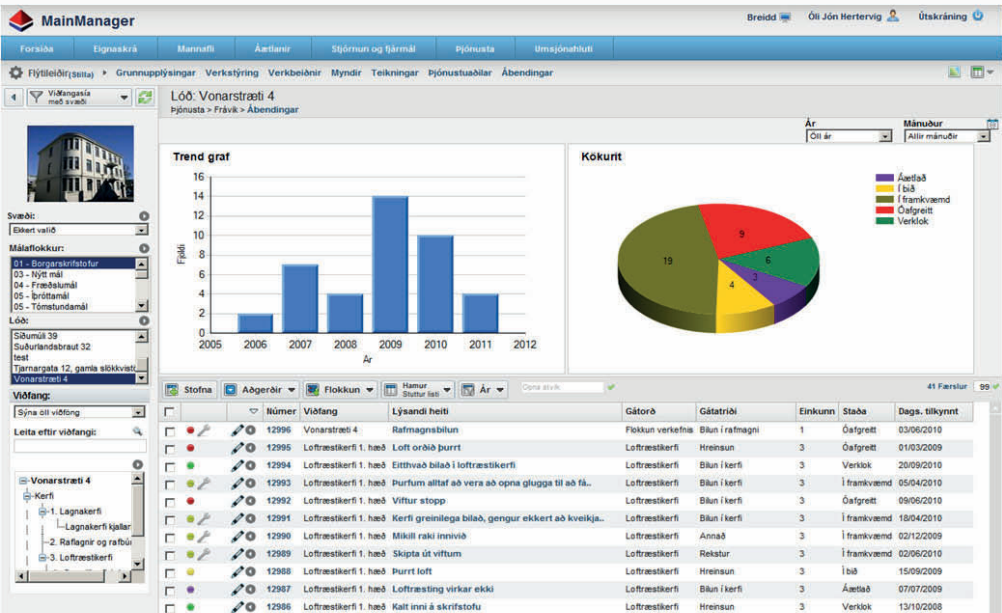 MainManager
Breidd
Óli Jón Hertervig
Útskráning
Forsíða Eignaskrá Mannafli Áætlanir Stjórnun og fjármál Þjónusta Umsjónahluti
Flýtileiðir(Stilla) Grunnupplýsingar Verkstýring Verkbeiðnir Myndir Teikningar Þjónustuaðilar Ábendingar
Viðfangasía
með svæði
Lóð: Vonarstræti 4
Þjónusta > Frávik > Ábendingar
Ár
Öll ár
Mánuður
Allir mánuðir
Svæði:
Ekkert valið
Málaflokkur:
01 - Borgarskrifstofur
03 - Nýtt mál
04 - Fræðslumál
05 - Íþróttamál
05 - Tómstundamál
Lóð:
Síðumúli 39
Suðurlandsbraut 32
test
Tjarnargata 12, gamla slökkvistö
Vonarstræti 4
Viðfang:
Sýna öll viðföng
Leita eftir viðfangi:
Vonarstræti 4
Kerfi
1. Lagnakerfi
Lagnakerfi kjallar
2. Raflagnir og rafbú
3. Loftræstikerfi
Trend graf
16
14
12
10
8
6
4
2
0
Fjöldi
2005 2006 2007 2008 2009 2010 2011 2012
Ár
Kökurit
Áætlað
Í bið
Í framkvæmd
Óafgreitt
Verklok
9
19
6
3
4
Stofna Aðgerðir Flokkun Hamur
Stuttur listi
Ár
41 Færslur 99
Númer Viðfang Lýsandi heiti Gátorð Gátatriði Einkunn Staða Dags. tilkynnt
12996 Vonarstræti 4 Rafmagnsbilun Flokkun verkefnis Bilun í rafmagni 1 Óafgreitt 03/06/2010
12995 Loftræstikerfi 1. hæð Loft orðið þurrt Loftræstikerfi Hreinsun 3 Óafgreitt 01/03/2009
12994 Loftræstikerfi 1. hæð Eitthvað bilað í loftræstikerfi Loftræstikerfi Bilun í kerfi 3 Verklok 20/09/2010
12993 Loftræstikerfi 1. hæð Þurfum alltaf að vera að opna glugga til að fá.. Loftræstikerfi Bilun í kerfi 3 Í framkvæmd 05/04/2010
12992 Loftræstikerfi 1. hæð Viftur stopp Loftræstikerfi Bilun í kerfi 3 Óafgreitt 09/06/2010
12991 Loftræstikerfi 1. hæð Kerfi greinilega bilað, gengur ekkert að kveikja.. Loftræstikerfi Bilun í kerfi 3 Í framkvæmd 18/04/2010
12990 Loftræstikerfi 1. hæð Mikill raki innivið Loftræstikerfi Annað 3 Í framkvæmd 02/12/2009
12989 Loftræstikerfi 1. hæð Skipta út viftum Loftræstikerfi Rekstur 3 Í framkvæmd 02/06/2010
12988 Loftræstikerfi 1. hæð Þurrt loft Loftræstikerfi Hreinsun 3 Í bið 15/09/2009
12987 Loftræstikerfi 1. hæð Loftræsting virkar ekki Loftræstikerfi Bilun í kerfi 3 Áætlað 07/07/2009
12986 Loftræstikerfi 1. hæð Kalt inni á skrifstofu Loftræstikerfi Hreinsun 3 Verklok 13/10/2008